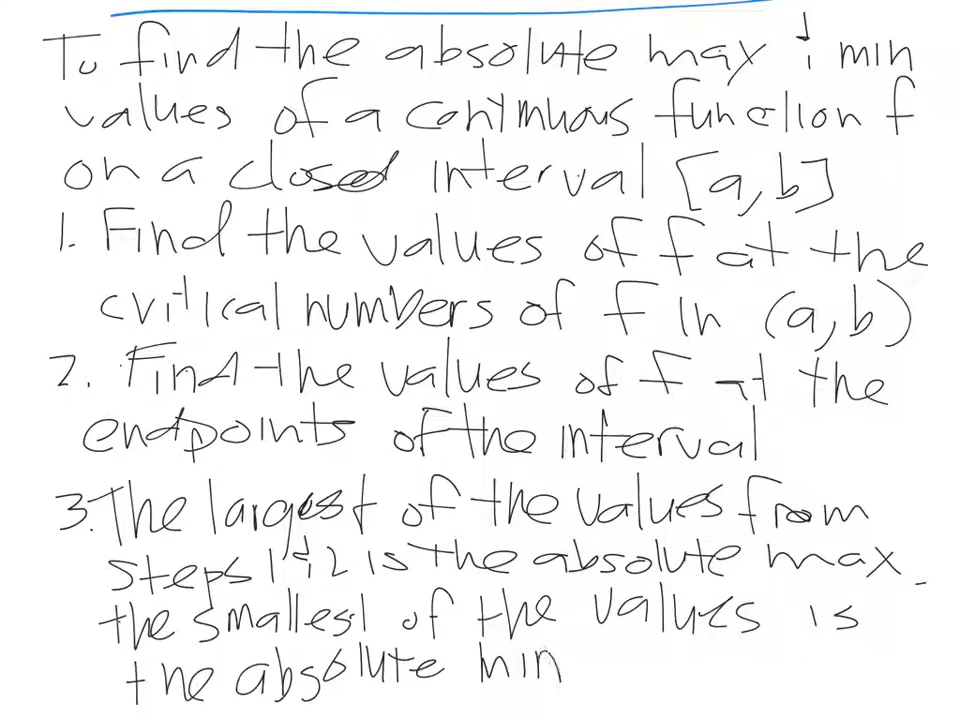 To find the absolute max & min
values of a continuous function f
on a closed interval [a,b]
1. Find the values of f at the
critical numbers of f in (a,b)
2. Find the values of f at the
endpoints of the interval
3. The largest of the values from
steps 1 & 2 is the absolute max.
the smallest of the values is
the absolute min